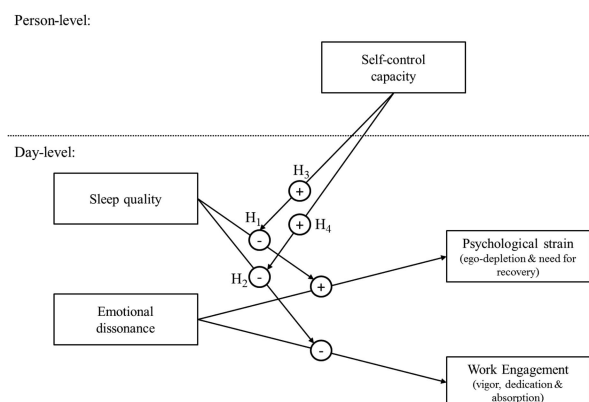 Person-level:
Self-control
capacity
Day-level:
H3
Sleep quality
+
H1
+
H4
-
Psychological strain
(ego-depletion & need for
recovery)
H2
-
+
Emotional
dissonance
-
Work Engagement
(vigor, dedication &
absorption)